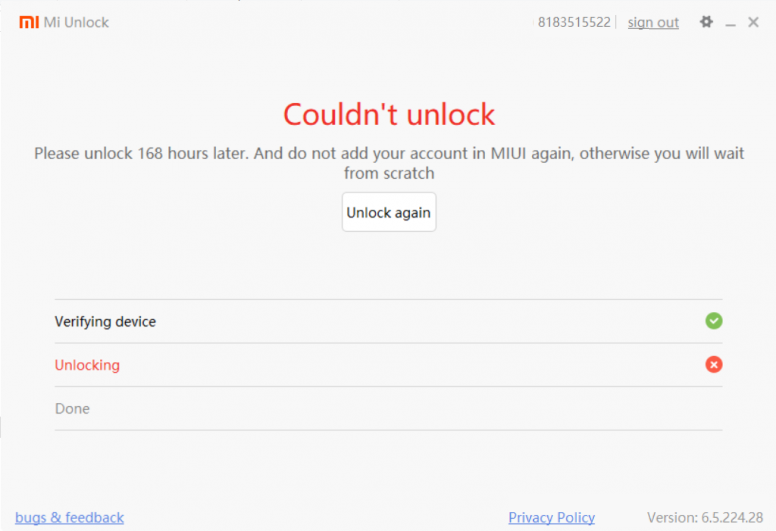 Mi Unlock
8183515522 | sign out
Couldn't unlock
Please unlock 168 hours later. And do not add your account in MIUI again, otherwise you will wait
from scratch
Unlock again
Verifying device
Unlocking
Done
bugs & feedback
Privacy Policy
Version: 6.5.224.28